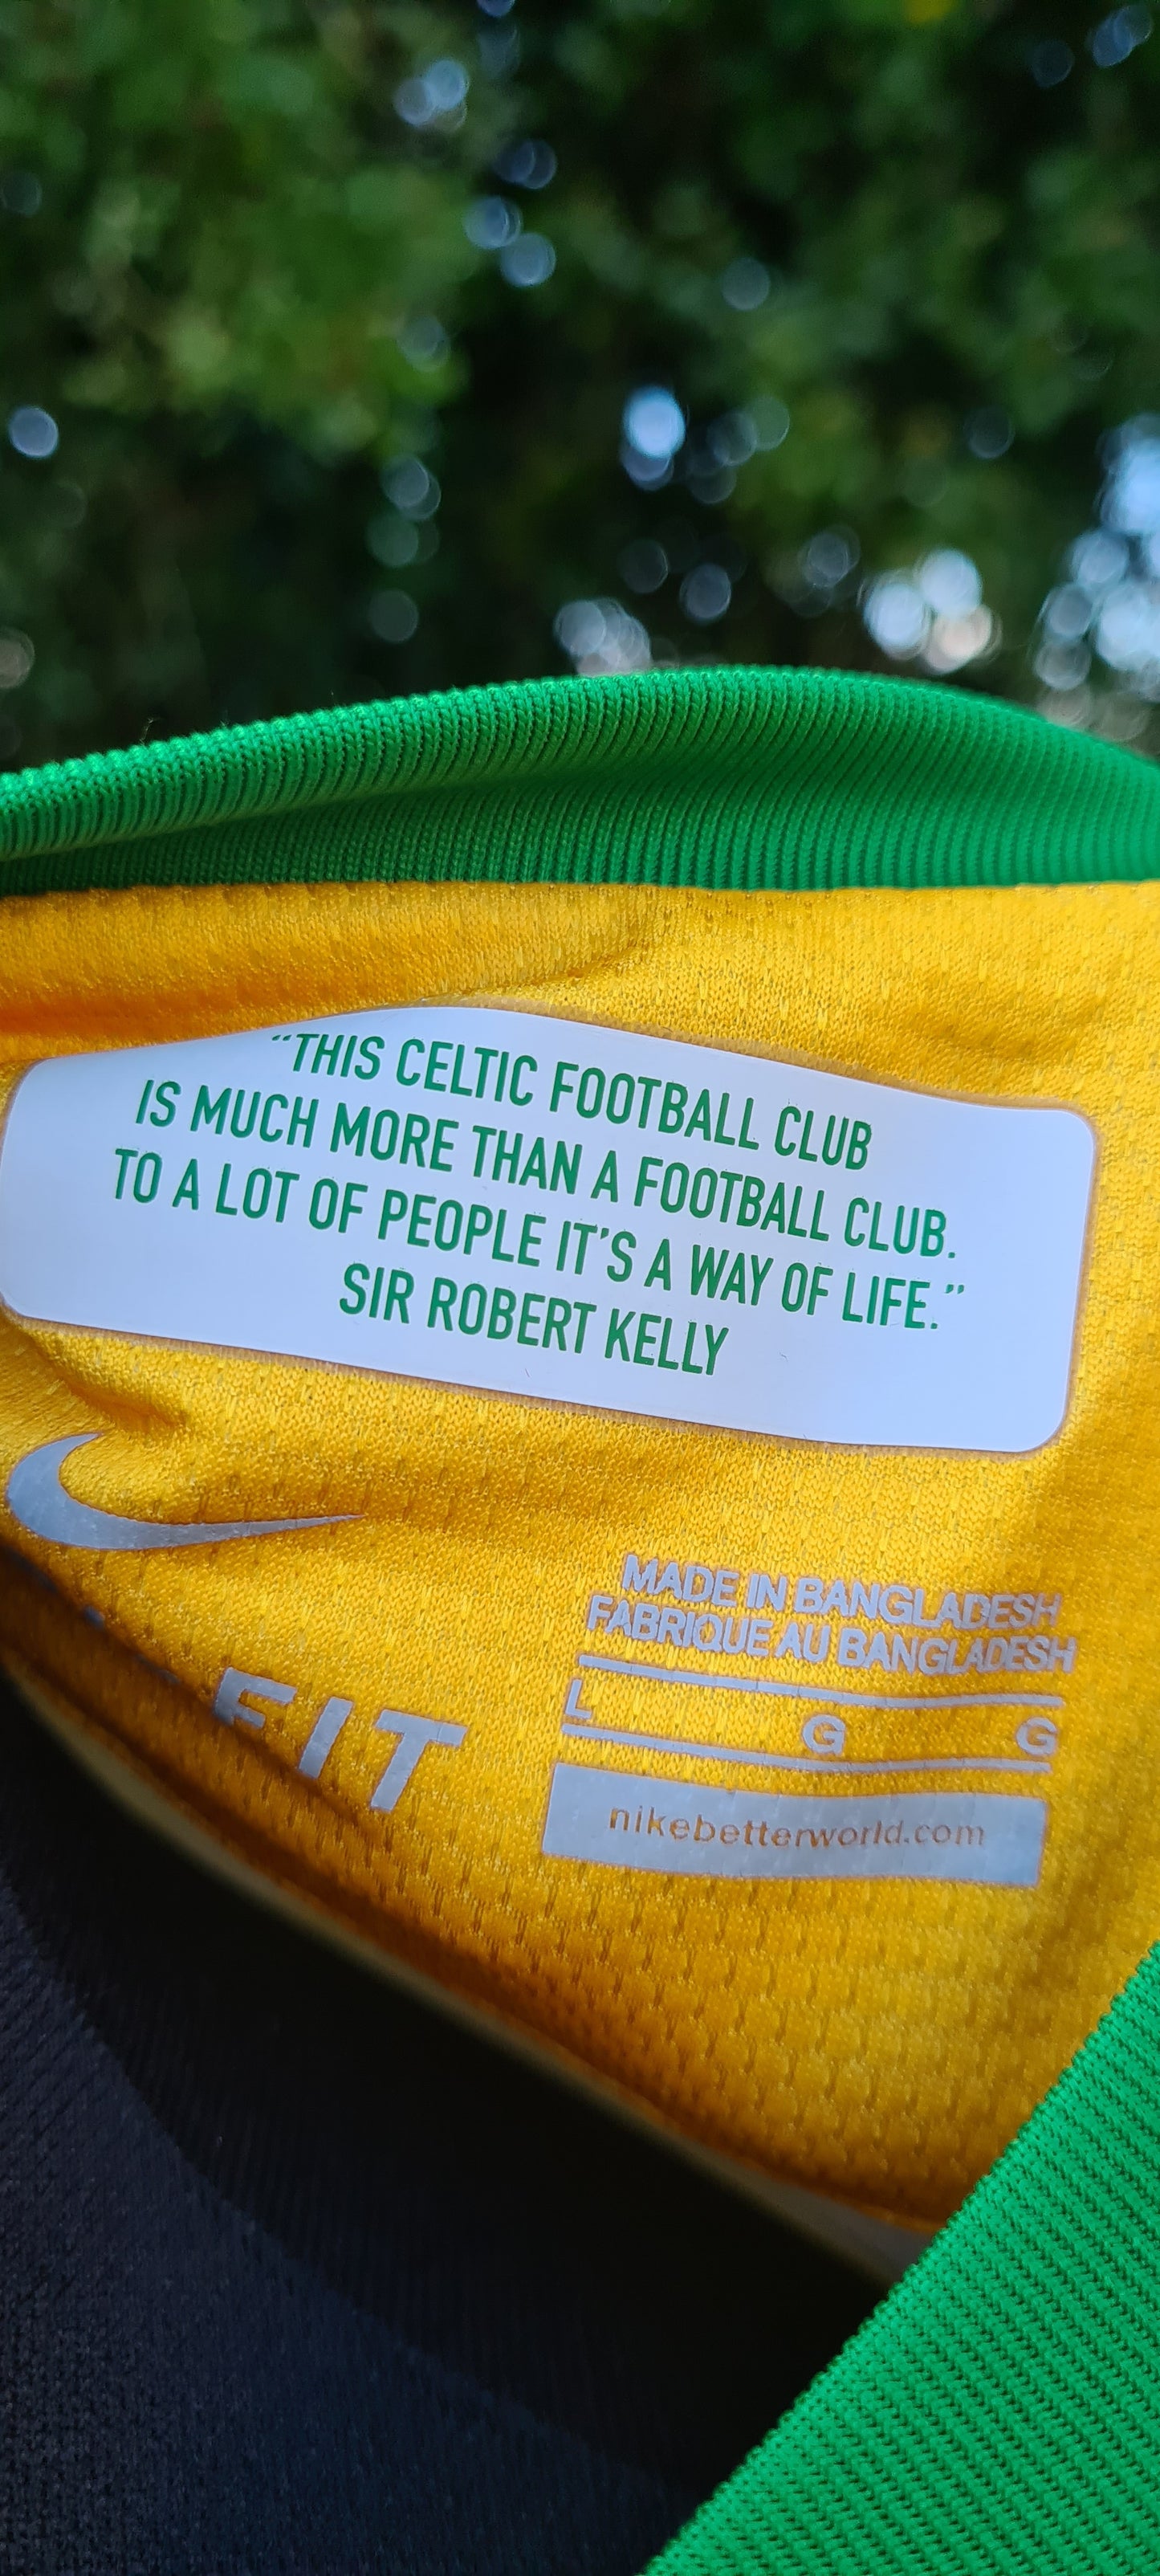 “THIS CELTIC FOOTBALL CLUB
IS MUCH MORE THAN A FOOTBALL CLUB.
TO A LOT OF PEOPLE IT'S A WAY OF LIFE.”
SIR ROBERT KELLY
MADE IN BANGLADESH
FABRIQUE AU BANGLADESH
L G G
FIT
nikebetterworld.com